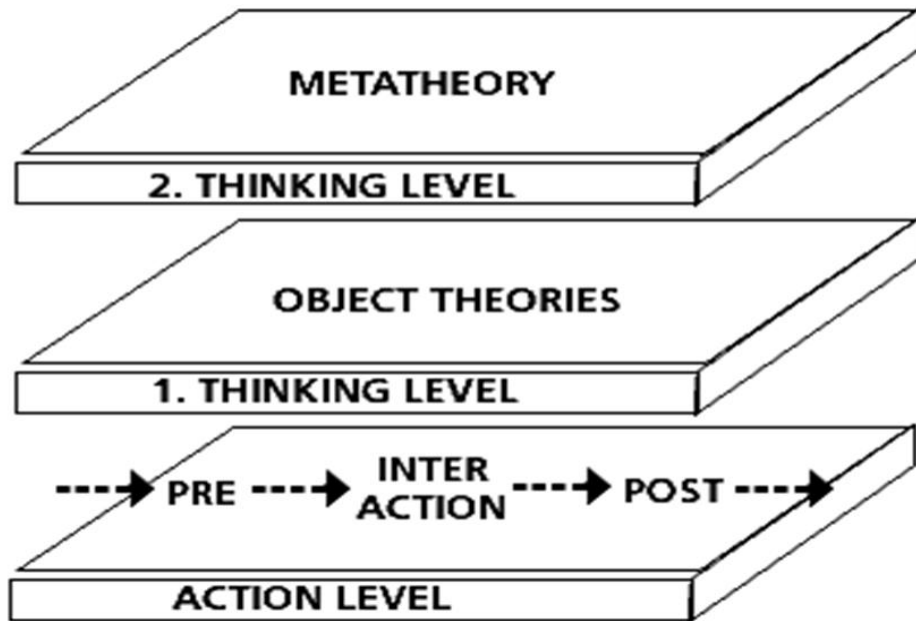 METATHEORY
2. THINKING LEVEL
OBJECT THEORIES
1. THINKING LEVEL
PRE
INTER
ACTION
POST
ACTION LEVEL